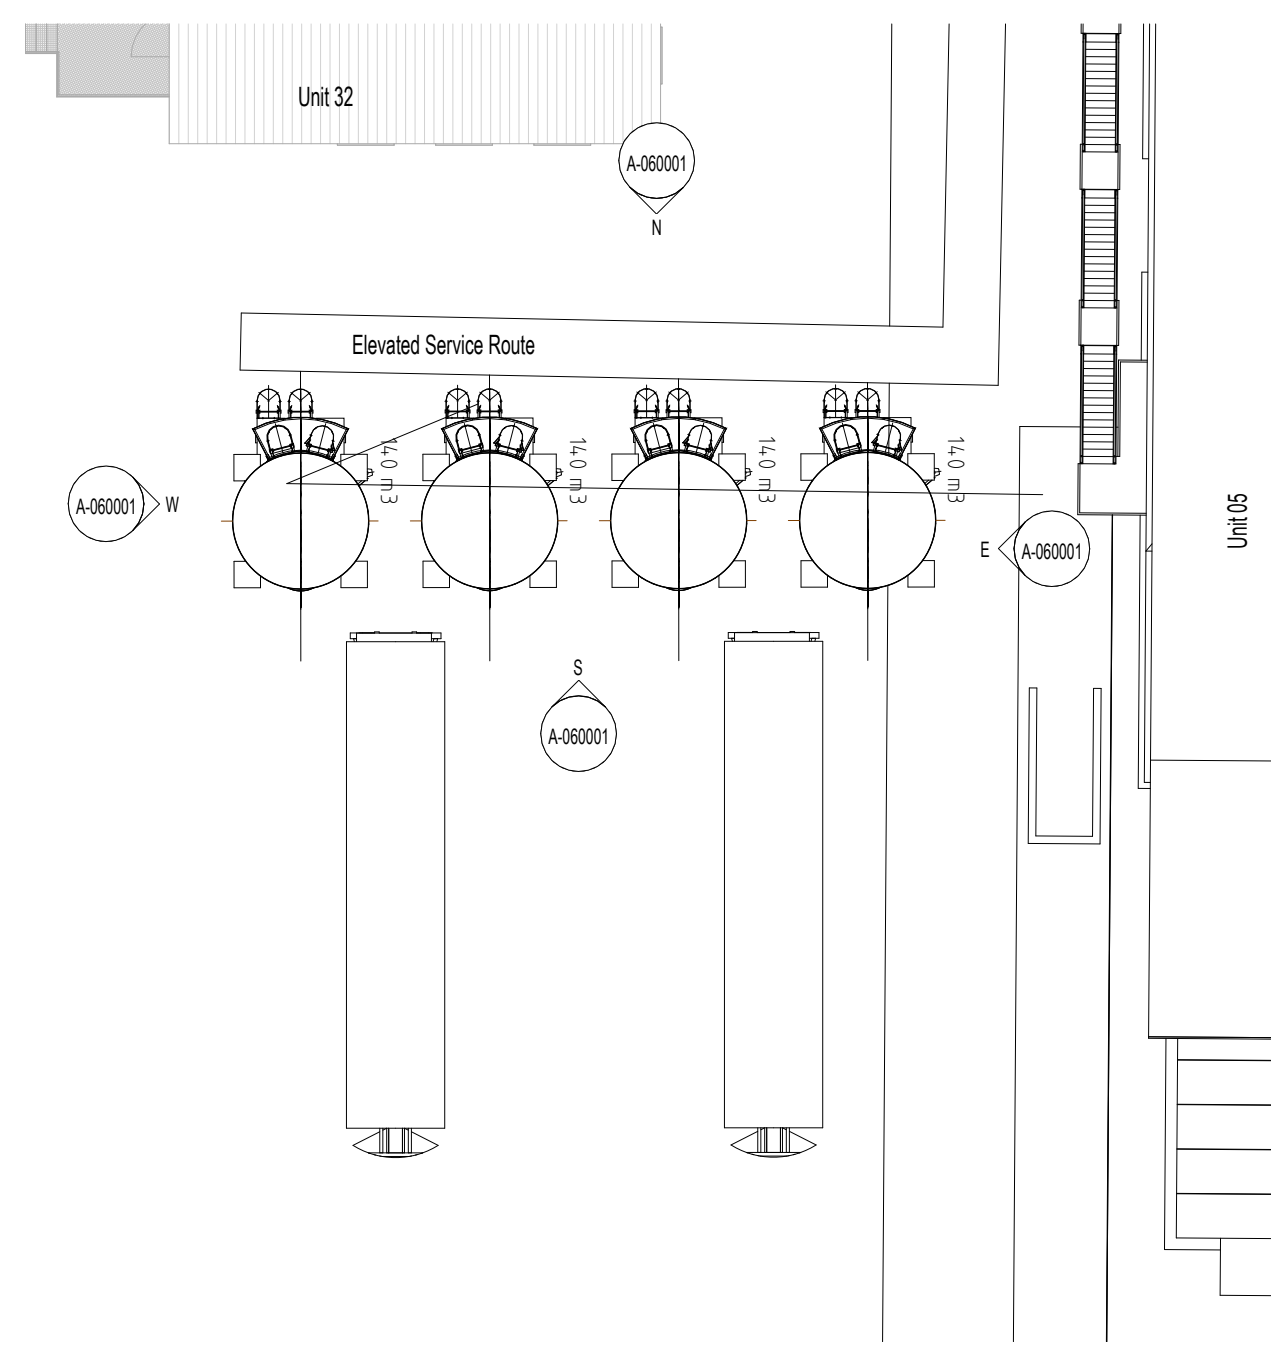 Unit 32
A-060001
N
Elevated Service Route
140 m3
140 m3
140 m3
140 m3
A-060001
W
E
A-060001
Unit 05
S
A-060001